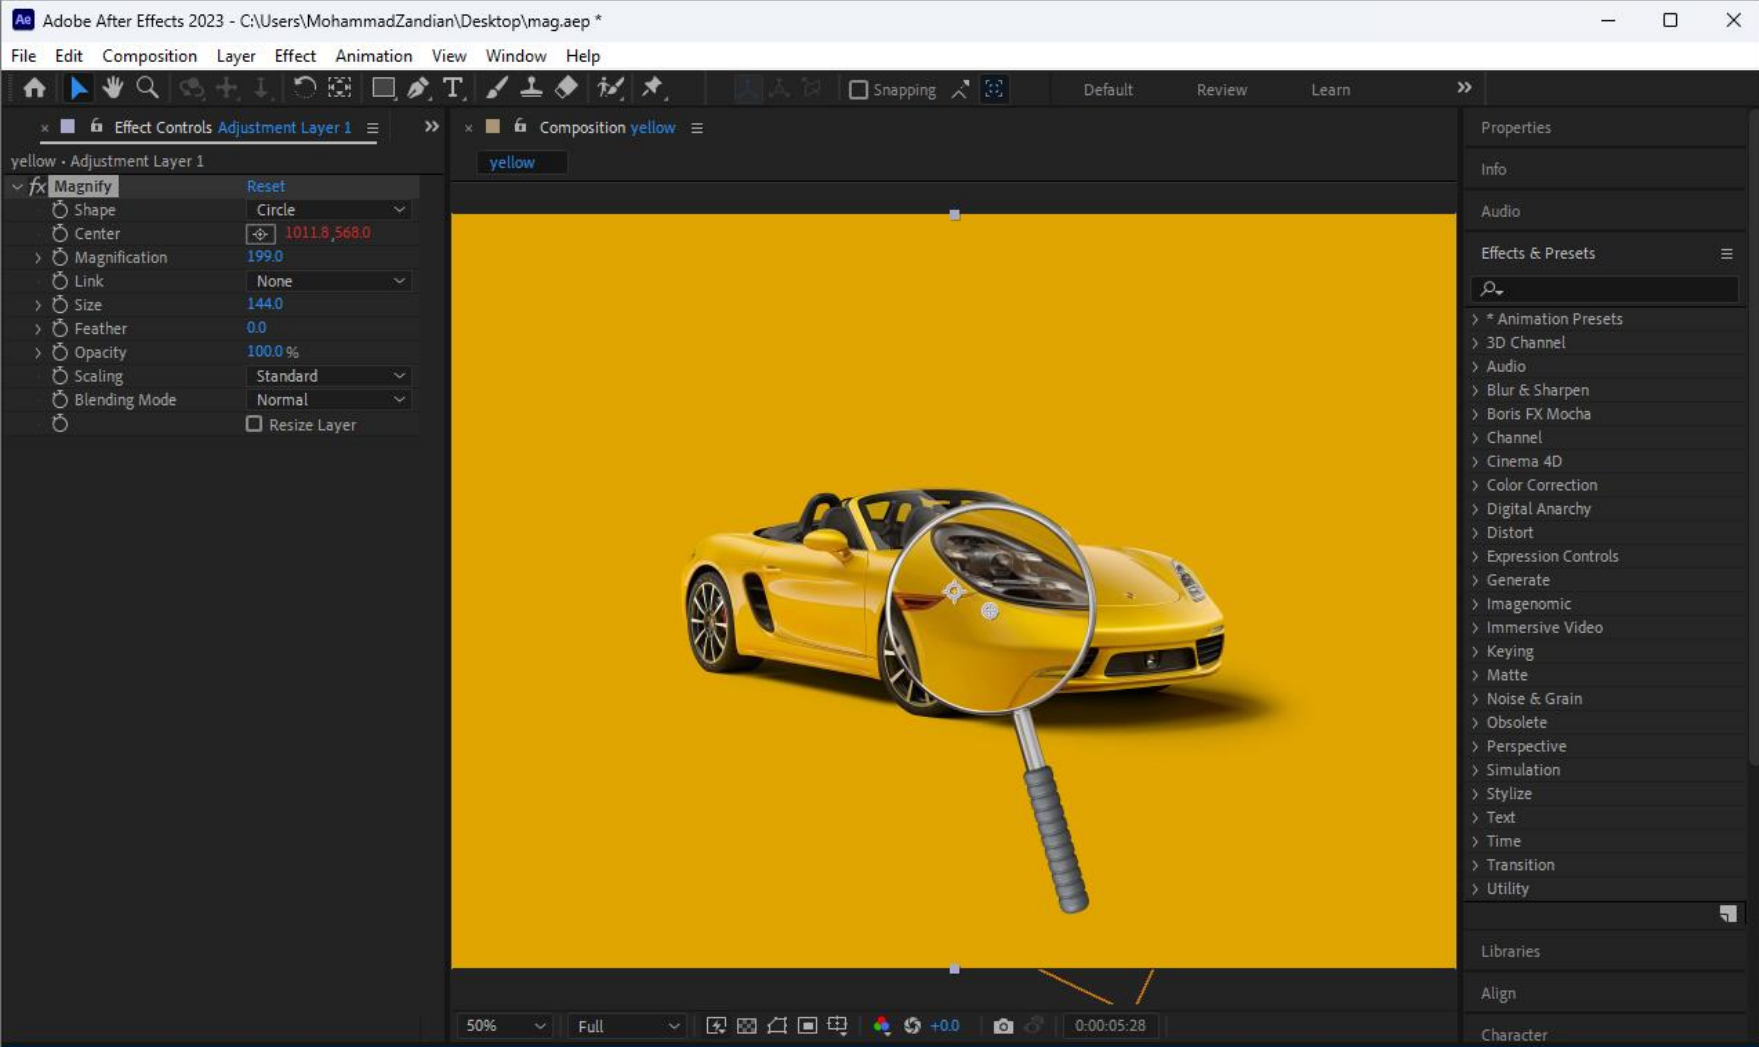 Ae Adobe After Effects 2023 - C:\Users\MohammadZandian\Desktop\mag.aep *
File Edit Composition Layer Effect Animation View Window Help
T Snapping Default Review Learn
Effect Controls Adjustment Layer 1
yellow • Adjustment Layer 1
fx Magnify Reset
Shape Circle
Center 1011.8,568.0
Magnification 199.0
Link None
Size 144.0
Feather 0.0
Opacity 100.0 %
Scaling Standard
Blending Mode Normal
Resize Layer
Composition yellow
yellow
50% Full +0.0 0:00:05:28
Properties
Info
Audio
Effects & Presets
* Animation Presets
3D Channel
Audio
Blur & Sharpen
Boris FX Mocha
Channel
Cinema 4D
Color Correction
Digital Anarchy
Distort
Expression Controls
Generate
Imagenomic
Immersive Video
Keying
Matte
Noise & Grain
Obsolete
Perspective
Simulation
Stylize
Text
Time
Transition
Utility
Libraries
Align
Character